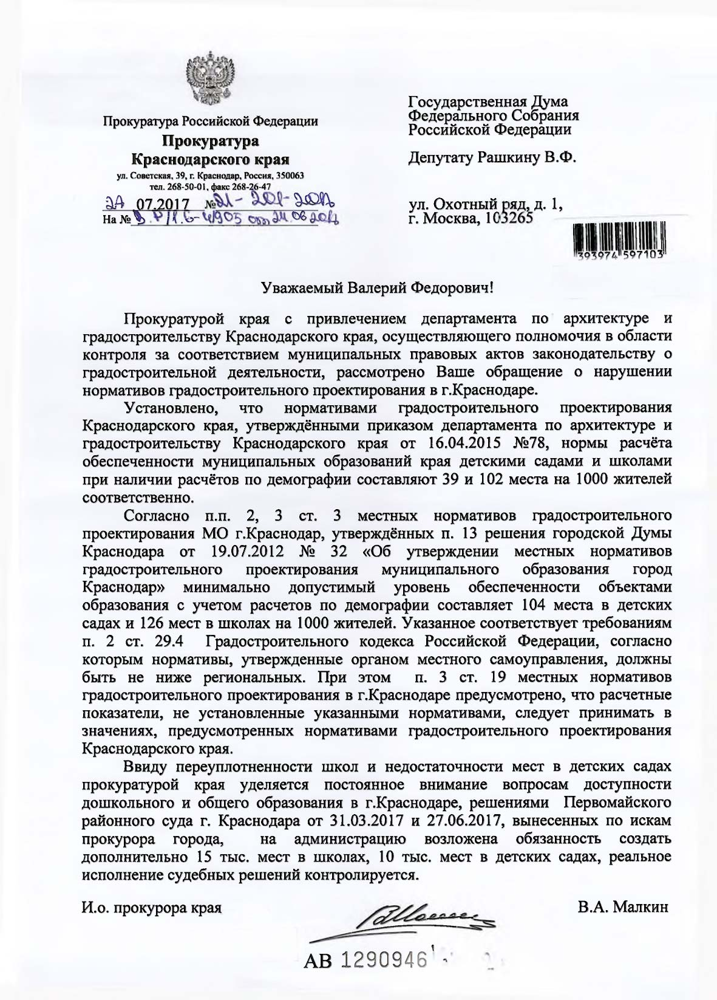 Прокуратура Российской Федерации
Прокуратура
Краснодарского края
ул. Советская, 39, г. Краснодар, Россия, 350063
тел. 268-50-01, факс 268-26-47
07.2017 №21-
На №
Государственная Дума
Федерального Собрания
Российской Федерации
Депутату Рашкину В.Ф.
ул. Охотный ряд, д. 1,
г. Москва, 103265
393974 597103
Уважаемый Валерий Федорович!
Прокуратурой края с привлечением департамента по архитектуре и
градостроительству Краснодарского края, осуществляющего полномочия в области
контроля за соответствием муниципальных правовых актов законодательству о
градостроительной деятельности, рассмотрено Ваше обращение о нарушении
нормативов градостроительного проектирования в г.Краснодаре.
Установлено, что нормативами градостроительного проектирования
Краснодарского края, утверждёнными приказом департамента по архитектуре и
градостроительству Краснодарского края от 16.04.2015 №78, нормы расчёта
обеспеченности муниципальных образований края детскими садами и школами
при наличии расчётов по демографии составляют 39 и 102 места на 1000 жителей
соответственно.
Согласно п.п. 2, 3 ст. 3 местных нормативов градостроительного
проектирования МО г.Краснодар, утверждённых п. 13 решения городской Думы
Краснодара от 19.07.2012 № 32 «Об утверждении местных нормативов
градостроительного проектирования муниципального образования город
Краснодар» минимально допустимый уровень обеспеченности объектами
образования с учетом расчетов по демографии составляет 104 места в детских
садах и 126 мест в школах на 1000 жителей. Указанное соответствует требованиям
п. 2 ст. 29.4 Градостроительного кодекса Российской Федерации, согласно
которым нормативы, утвержденные органом местного самоуправления, должны
быть не ниже региональных. При этом п. 3 ст. 19 местных нормативов
градостроительного проектирования в г.Краснодаре предусмотрено, что расчетные
показатели, не установленные указанными нормативами, следует принимать в
значениях, предусмотренных нормативами градостроительного проектирования
Краснодарского края.
Ввиду переуплотненности школ и недостаточности мест в детских садах
прокуратурой края уделяется постоянное внимание вопросам доступности
дошкольного и общего образования в г.Краснодаре, решениями Первомайского
районного суда г. Краснодара от 31.03.2017 и 27.06.2017, вынесенных по искам
прокурора города, на администрацию возложена обязанность создать
дополнительно 15 тыс. мест в школах, 10 тыс. мест в детских садах, реальное
исполнение судебных решений контролируется.
И.о. прокурора края
В.А. Малкин
АВ 1290946